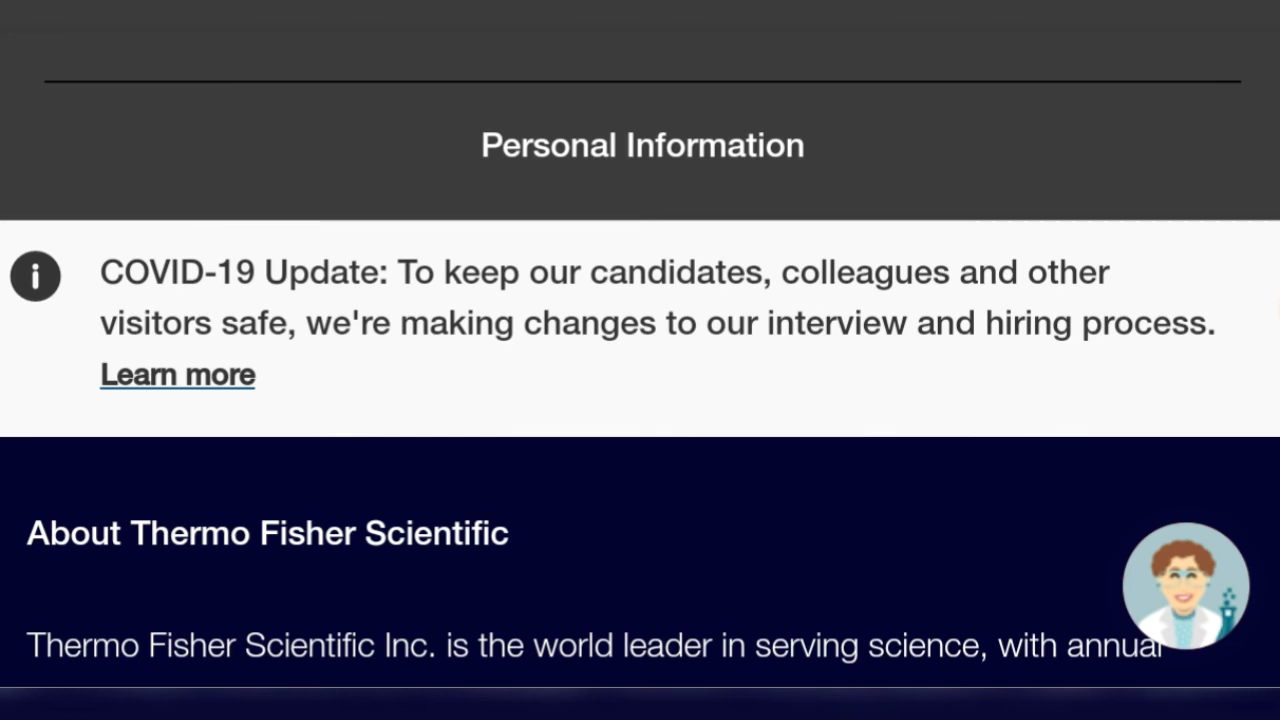 Personal Information
COVID-19 Update: To keep our candidates, colleagues and other
visitors safe, we're making changes to our interview and hiring process.
Learn more
About Thermo Fisher Scientific
Thermo Fisher Scientific Inc. is the world leader in serving science, with annual